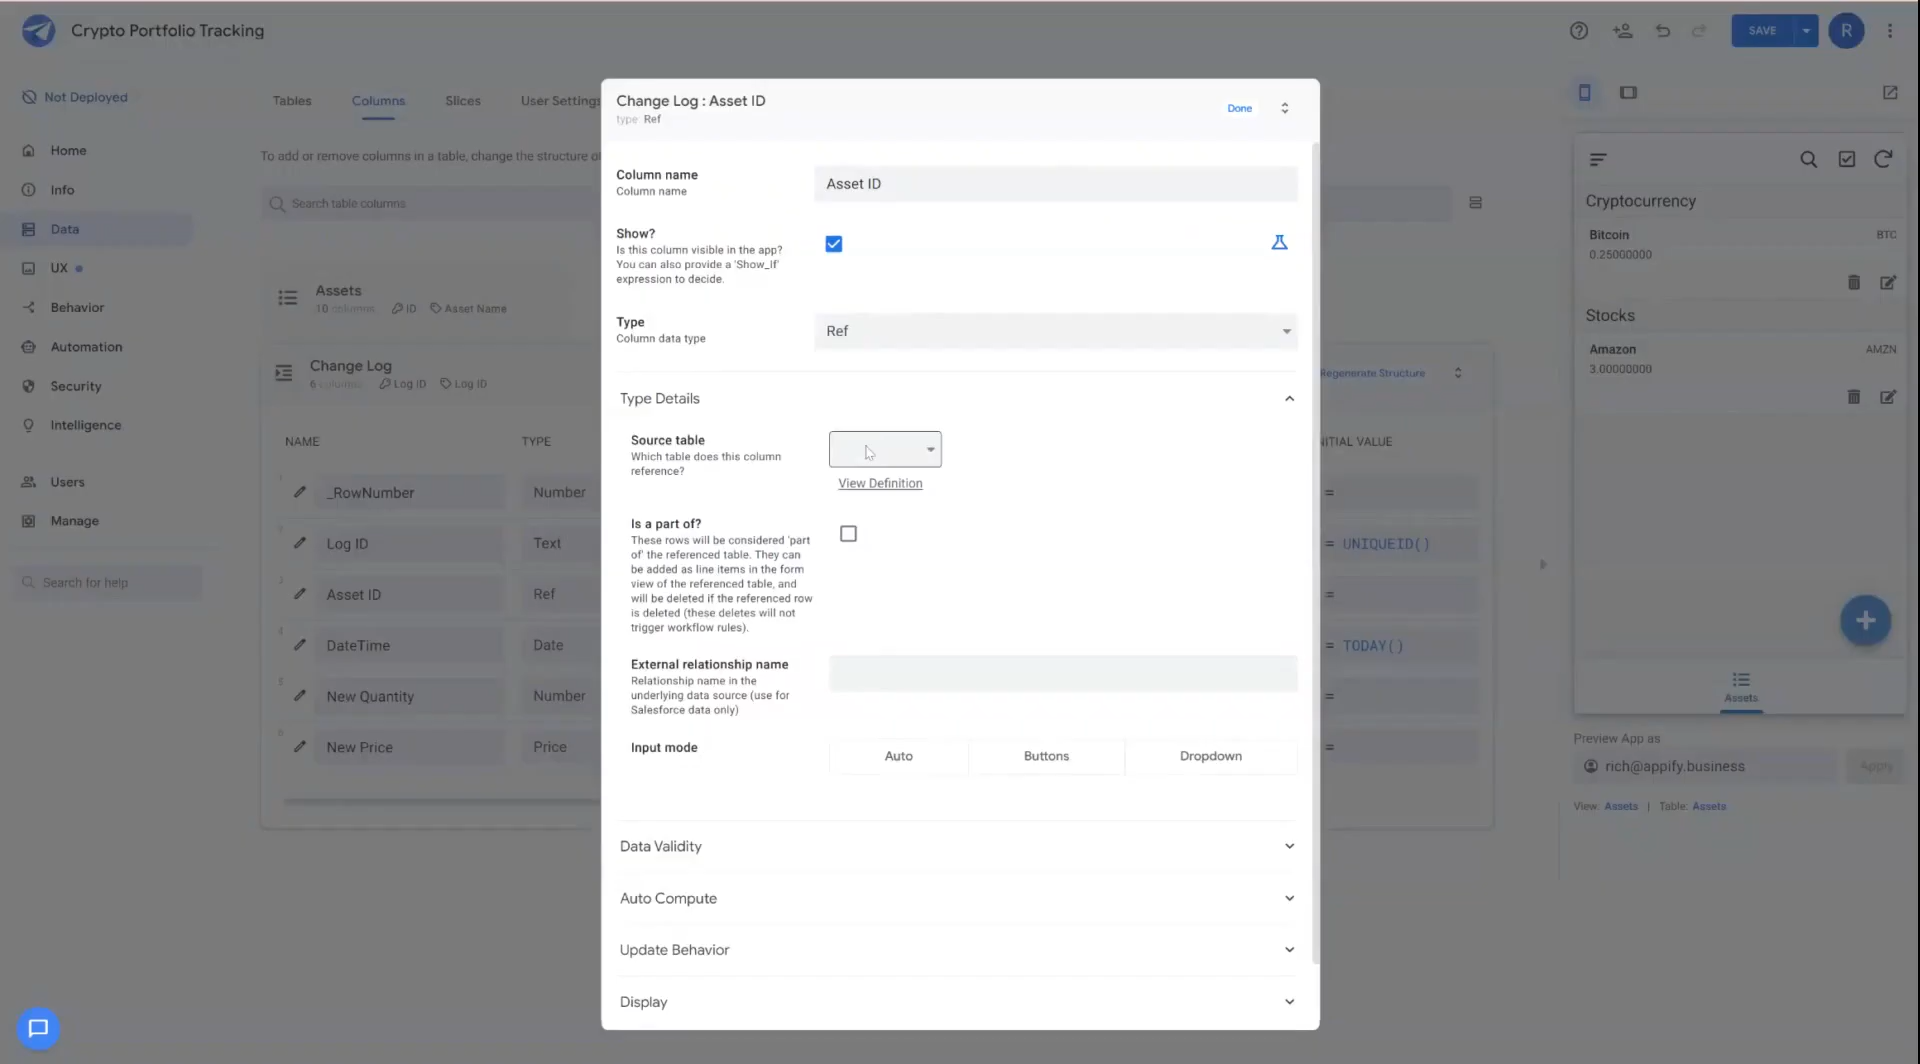 Crypto Portfolio Tracking
SAVE
R
Not Deployed
Home
Info
Data
UX
Behavior
Automation
Security
Intelligence
Users
Manage
Search for help
Tables
Columns
Slices
User Settings
To add or remove columns in a table, change the structure of
Search table columns
Assets
10 columns
ID
Asset Name
Change Log
6 columns
Log ID
Log ID
Regenerate Structure
NAME
TYPE
NITIAL VALUE
1
_RowNumber
Number
=
2
Log ID
Text
= UNIQUEID()
3
Asset ID
Ref
=
4
DateTime
Date
= TODAY()
5
New Quantity
Number
=
6
New Price
Price
=
Change Log : Asset ID
type: Ref
Done
Column name
Column name
Asset ID
Show?
Is this column visible in the app?
You can also provide a 'Show_If'
expression to decide.
Type
Column data type
Ref
Type Details
Source table
Which table does this column
reference?
View Definition
Is a part of?
These rows will be considered 'part
of' the referenced table. They can
be added as line items in the form
view of the referenced table, and
will be deleted if the referenced row
is deleted (these deletes will not
trigger workflow rules).
External relationship name
Relationship name in the
underlying data source (use for
Salesforce data only)
Input mode
Auto
Buttons
Dropdown
Data Validity
Auto Compute
Update Behavior
Display
Cryptocurrency
Bitcoin
BTC
0.25000000
Stocks
Amazon
AMZN
3.00000000
Assets
Preview App as
rich@appify.business
Apply
View: Assets | Table: Assets